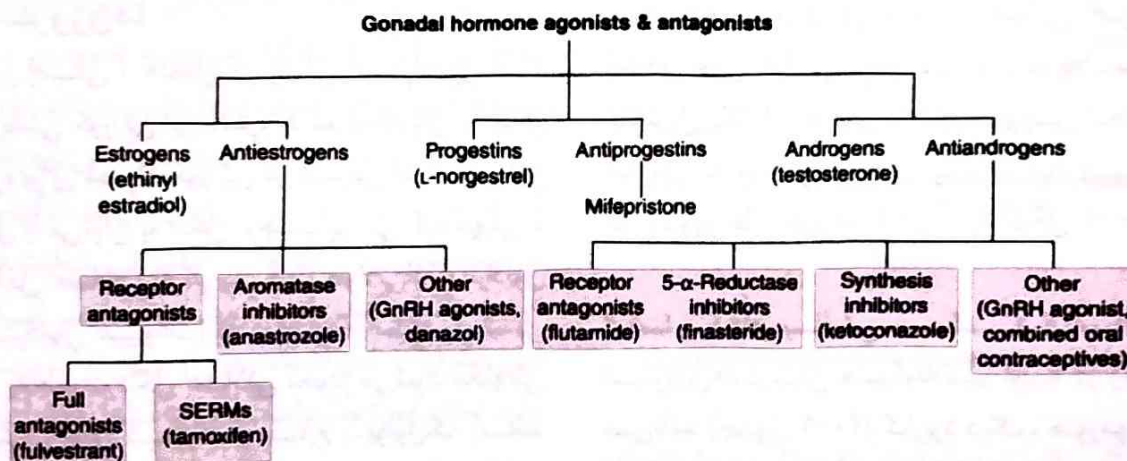 Gonadal hormone agonists & antagonists
Estrogens
(ethinyl
estradiol)
Antiestrogens
Progestins
(L-norgestrel)
Antiprogestins
Mifepristone
Androgens
(testosterone)
Antiandrogens
Receptor
antagonists
Aromatase
inhibitors
(anastrozole)
Other
(GnRH agonists,
danazol)
Receptor
antagonists
(flutamide)
5-α-Reductase
inhibitors
(finasteride)
Synthesis
inhibitors
(ketoconazole)
Other
(GnRH agonist,
combined oral
contraceptives)
Full
antagonists
(fulvestrant)
SERMs
(tamoxifen)